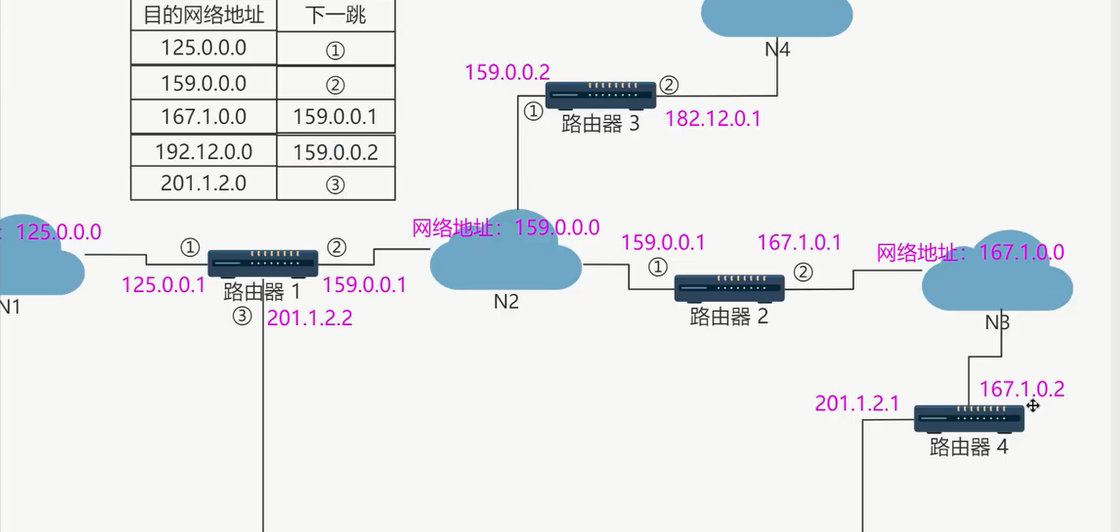 目的网络地址 下一跳
125.0.0.0 ①
159.0.0.0 ②
167.1.0.0 159.0.0.1
192.12.0.0 159.0.0.2
201.1.2.0 ③
N4
159.0.0.2
②
①
182.12.0.1
路由器 3
: 125.0.0.0
N1
①
②
125.0.0.1
路由器 1
159.0.0.1
③
201.1.2.2
网络地址: 159.0.0.0
N2
159.0.0.1
167.1.0.1
①
②
路由器 2
网络地址: 167.1.0.0
N3
167.1.0.2
201.1.2.1
路由器 4